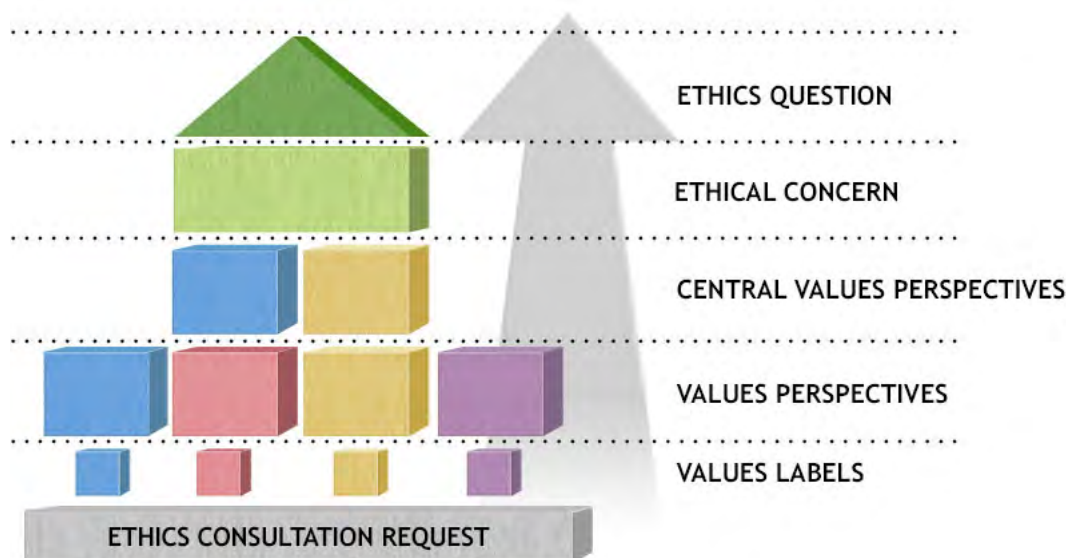 ETHICS QUESTION
ETHICAL CONCERN
CENTRAL VALUES PERSPECTIVES
VALUES PERSPECTIVES
VALUES LABELS
ETHICS CONSULTATION REQUEST